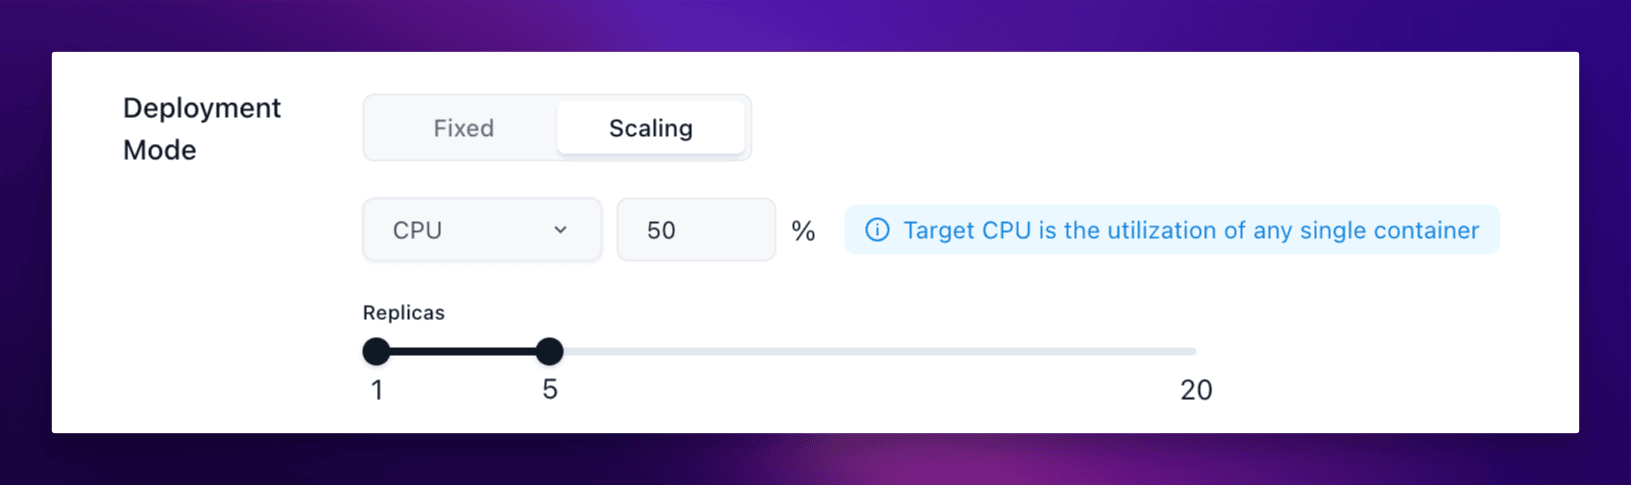 Deployment
Mode
Fixed
Scaling
CPU
50
%
Target CPU is the utilization of any single container
Replicas
1
5
20